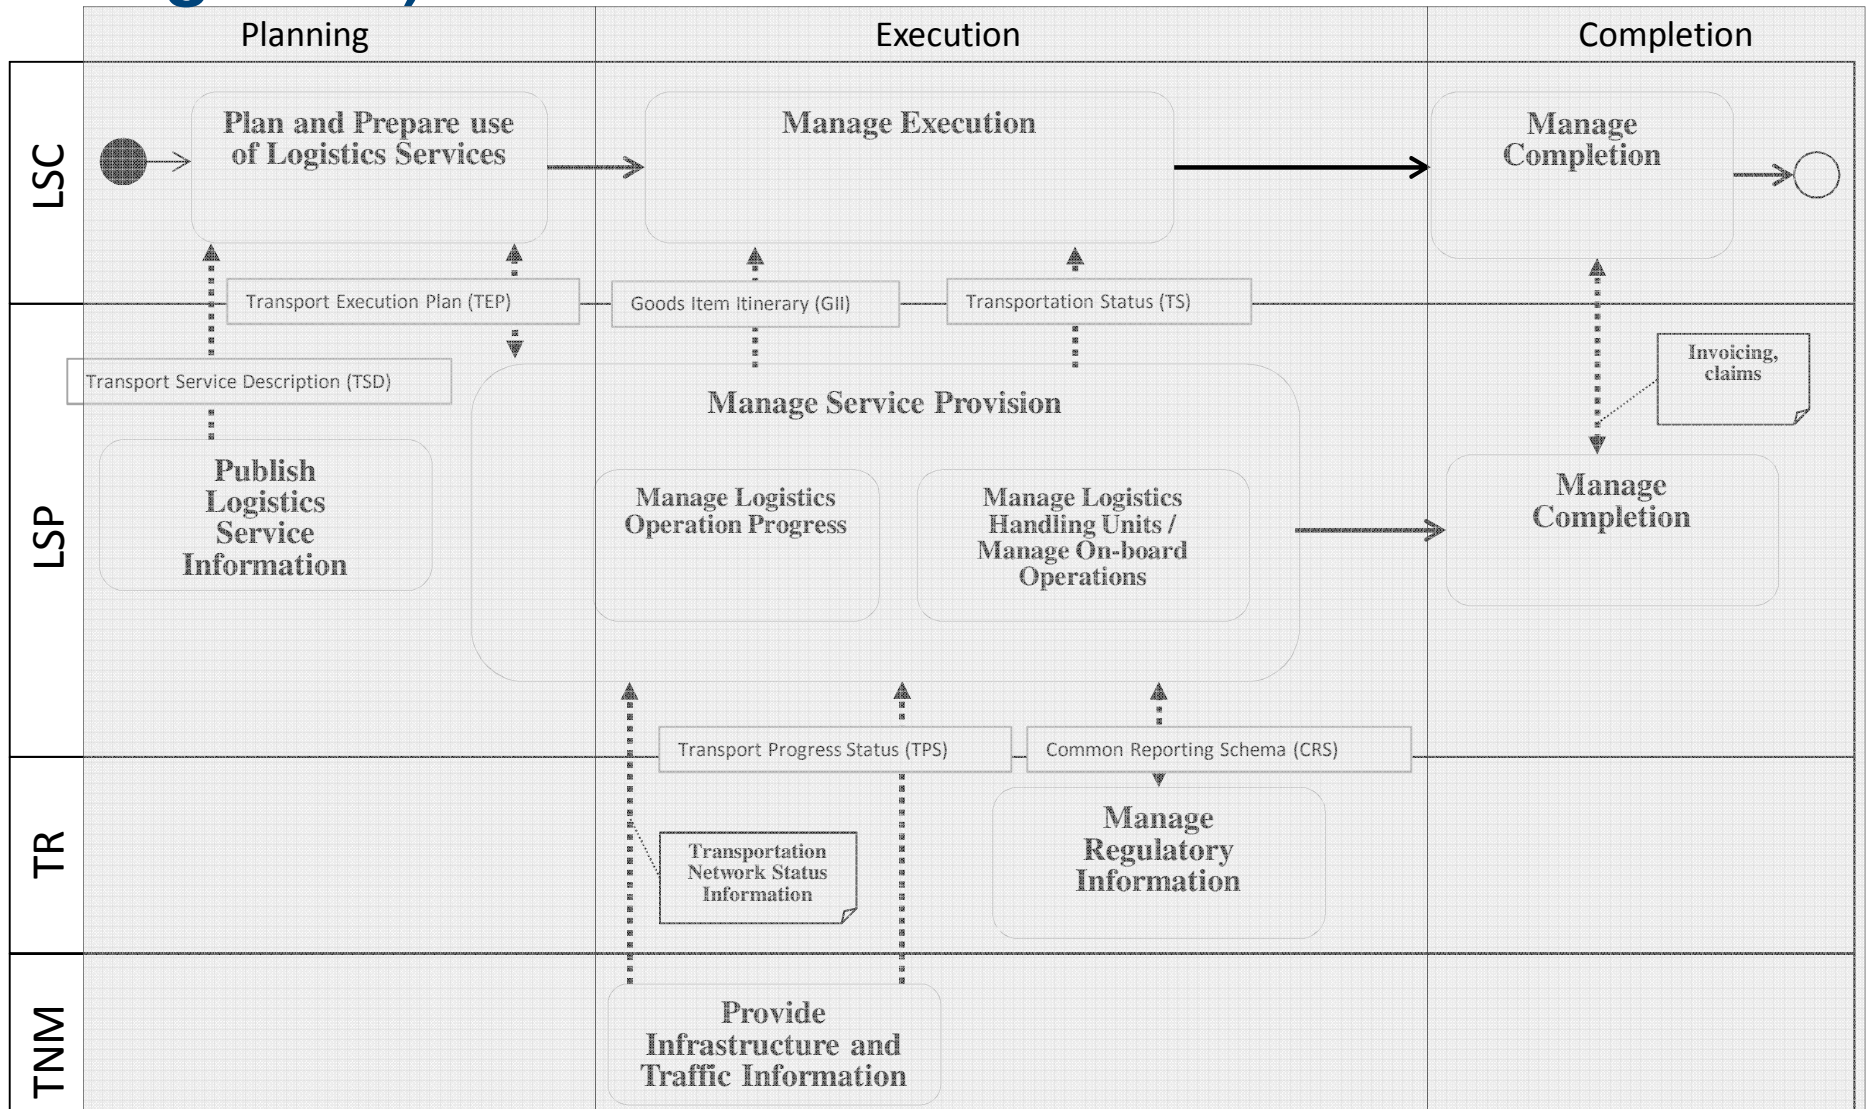 Planning
Execution
Completion
LSC
Plan and Prepare use
of Logistics Services
Manage Execution
Manage
Completion
Transport Execution Plan (TEP)
Goods Item Itinerary (GII)
Transportation Status (TS)
LSP
Transport Service Description (TSD)
Invoicing,
claims
Manage Service Provision
Publish
Logistics
Service
Information
Manage Logistics
Operation Progress
Manage Logistics
Handling Units /
Manage On-board
Operations
Manage
Completion
Transport Progress Status (TPS)
Common Reporting Schema (CRS)
TR
Transportation
Network Status
Information
Manage
Regulatory
Information
TNM
Provide
Infrastructure and
Traffic Information